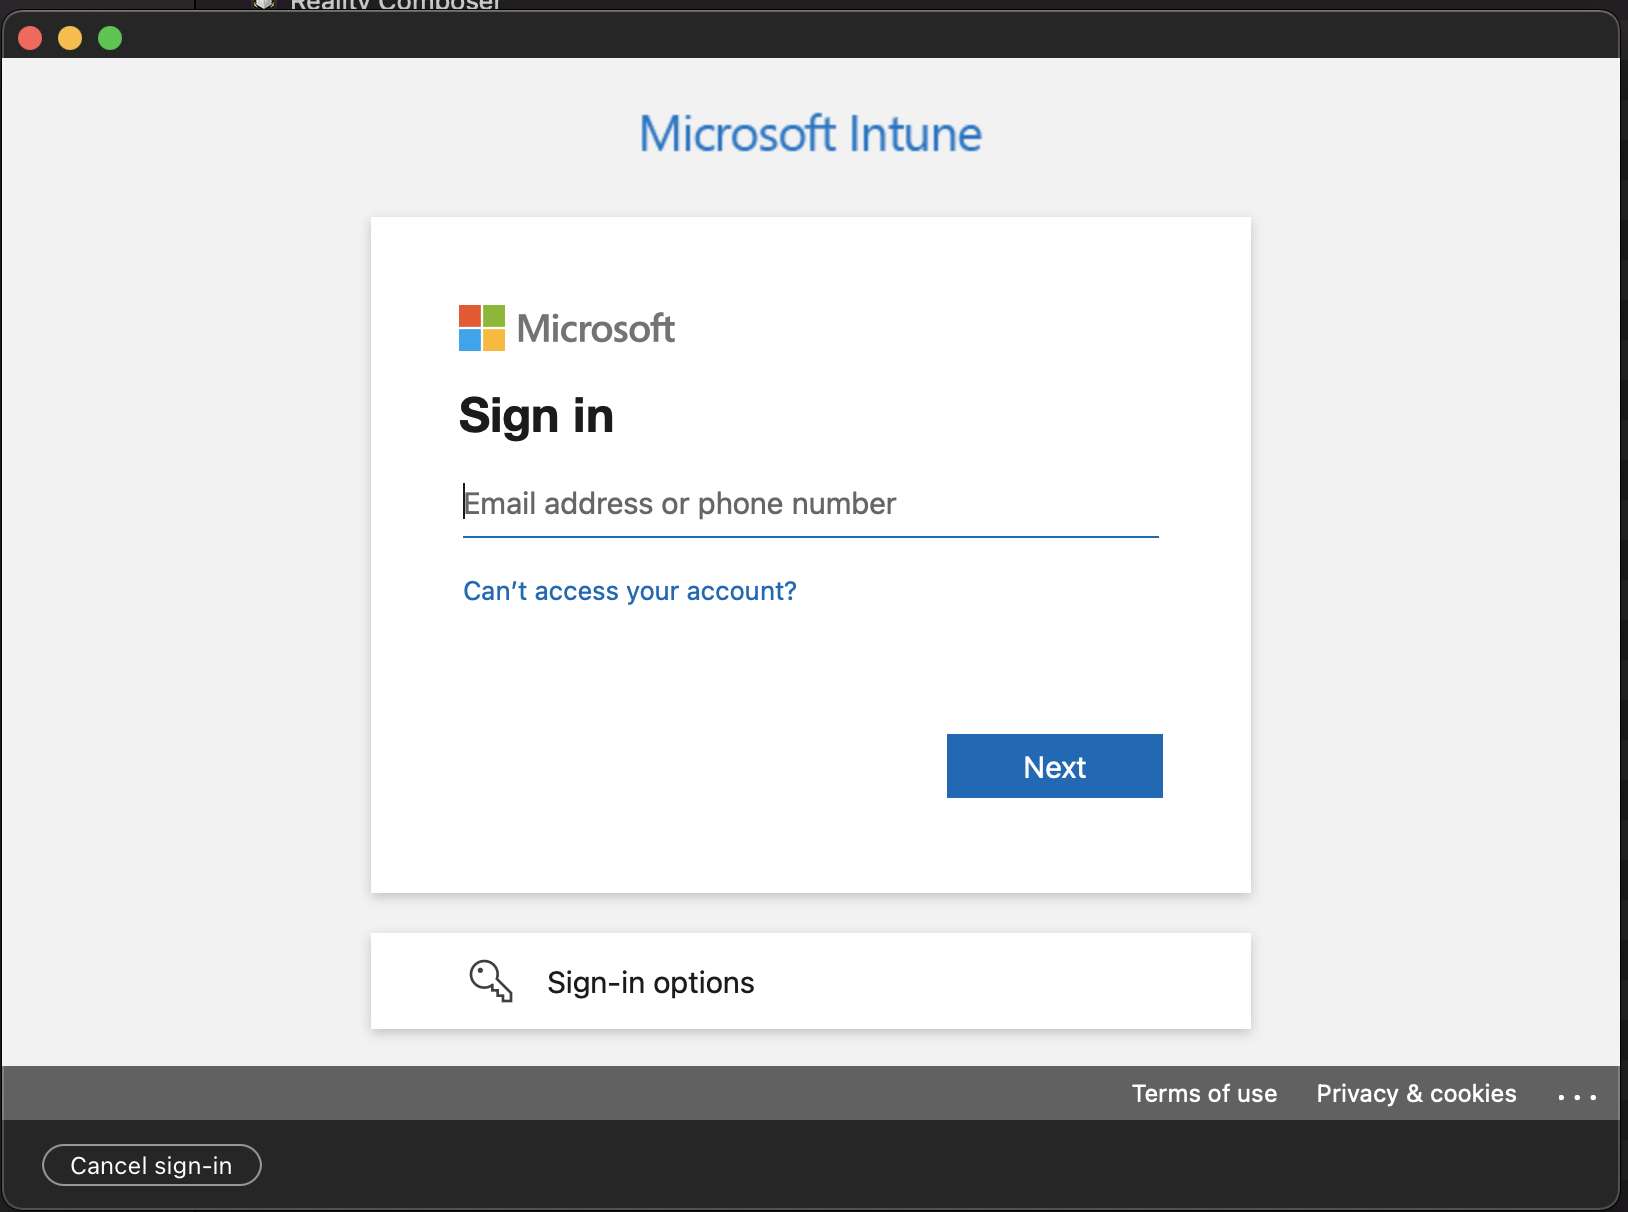 Reality Composer
Microsoft Intune
Microsoft
Sign in
Email address or phone number
Can't access your account?
Next
Sign-in options
Terms of use Privacy & cookies ...
Cancel sign-in